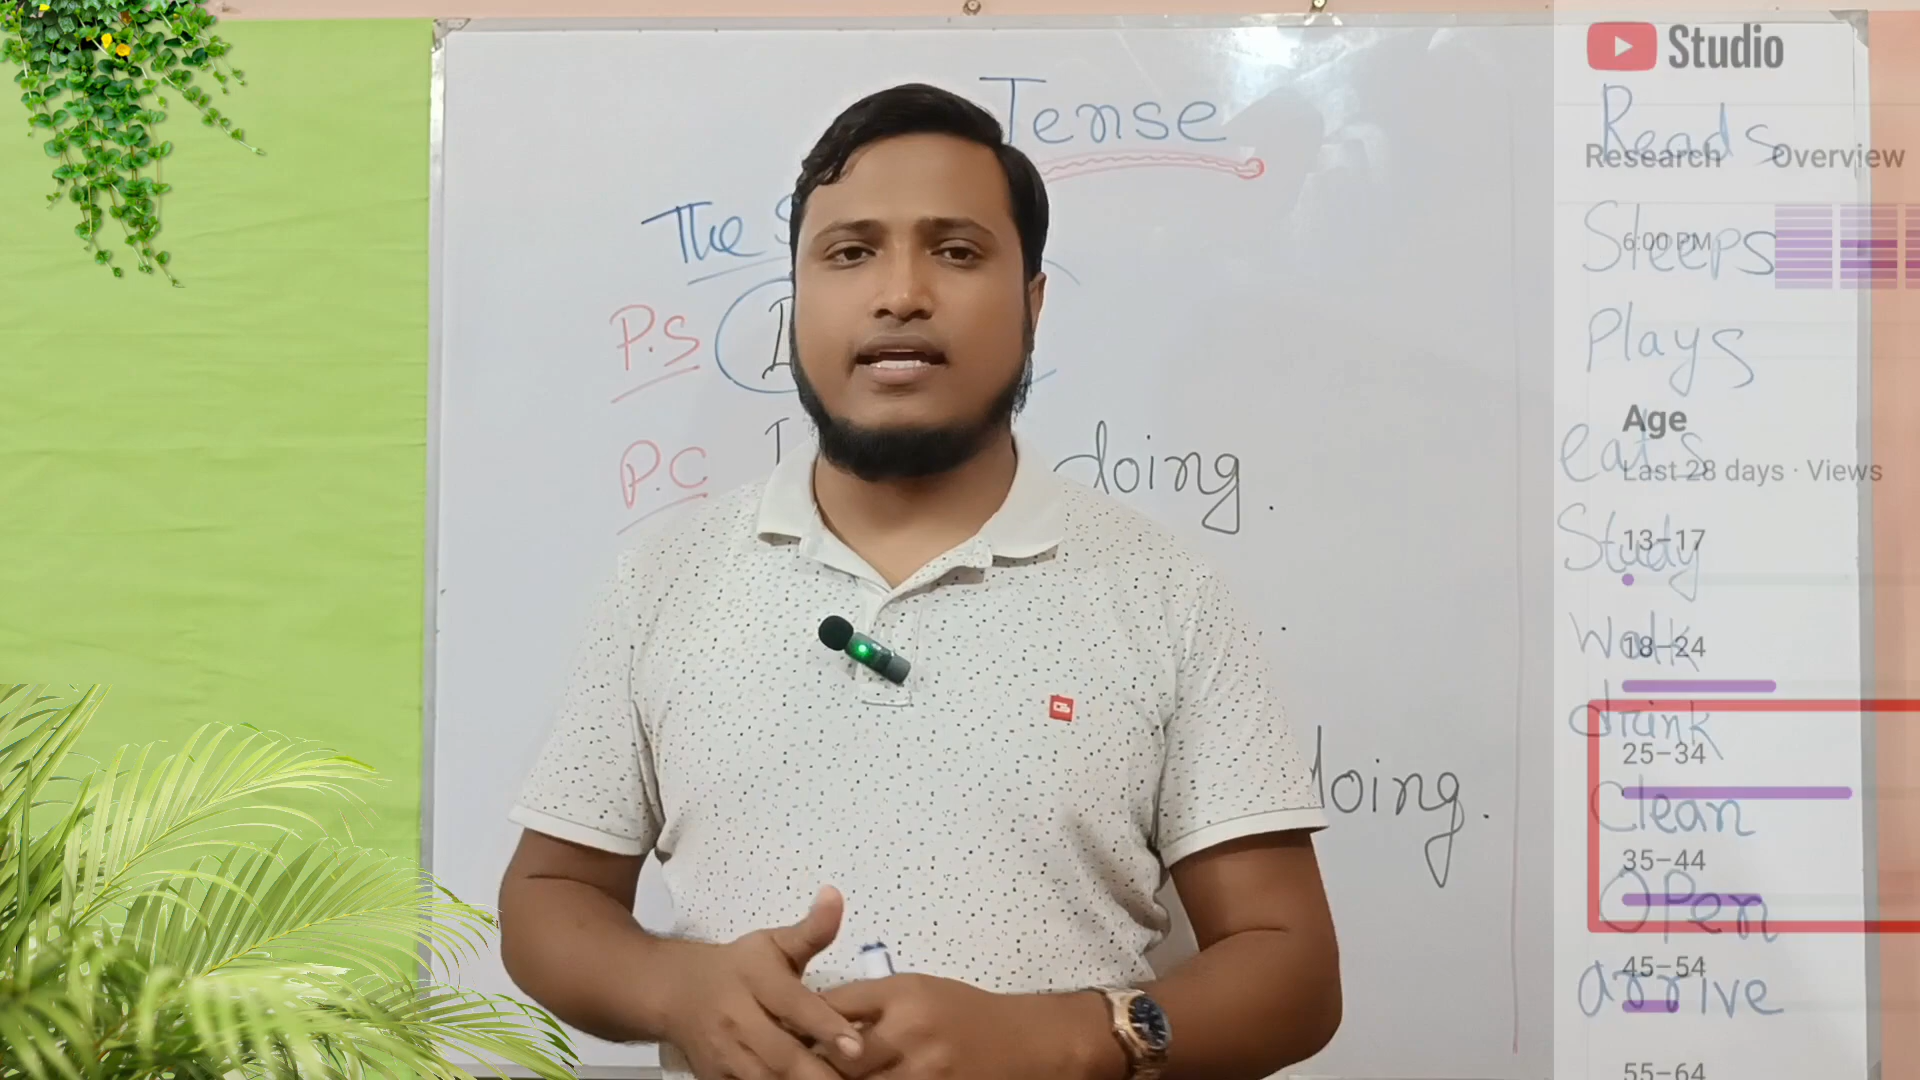 Tense
The
P.S I
P.C I doing.
doing.
Reads
Sleeps
Plays
eats
Study
Walk
drink
Clean
Open
arrive
Studio
Research Overview
6:00 PM
Age
Last 28 days · Views
13–17
18–24
25–34
35–44
45–54
55–64